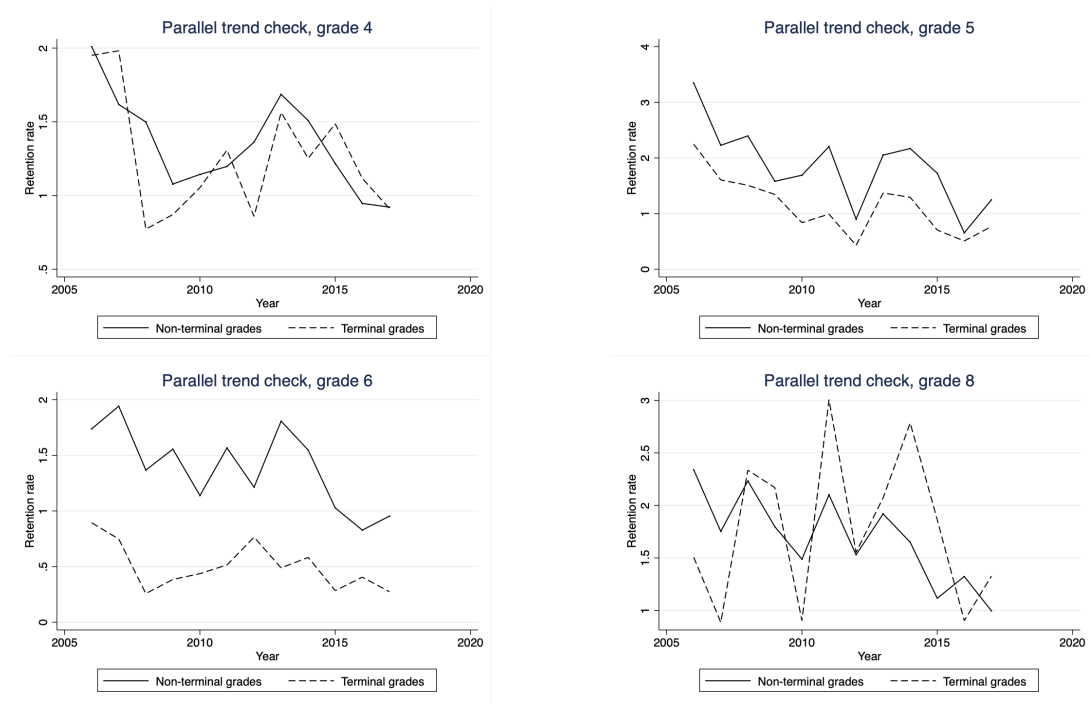 Parallel trend check, grade 4
2
1.5
1
.5
Retention rate
2005 2010 2015 2020
Year
Non-terminal grades Terminal grades
Parallel trend check, grade 5
4
3
2
1
0
Retention rate
2005 2010 2015 2020
Year
Non-terminal grades Terminal grades
Parallel trend check, grade 6
2
1.5
1
.5
0
Retention rate
2005 2010 2015 2020
Year
Non-terminal grades Terminal grades
Parallel trend check, grade 8
3
2.5
2
1.5
1
Retention rate
2005 2010 2015 2020
Year
Non-terminal grades Terminal grades